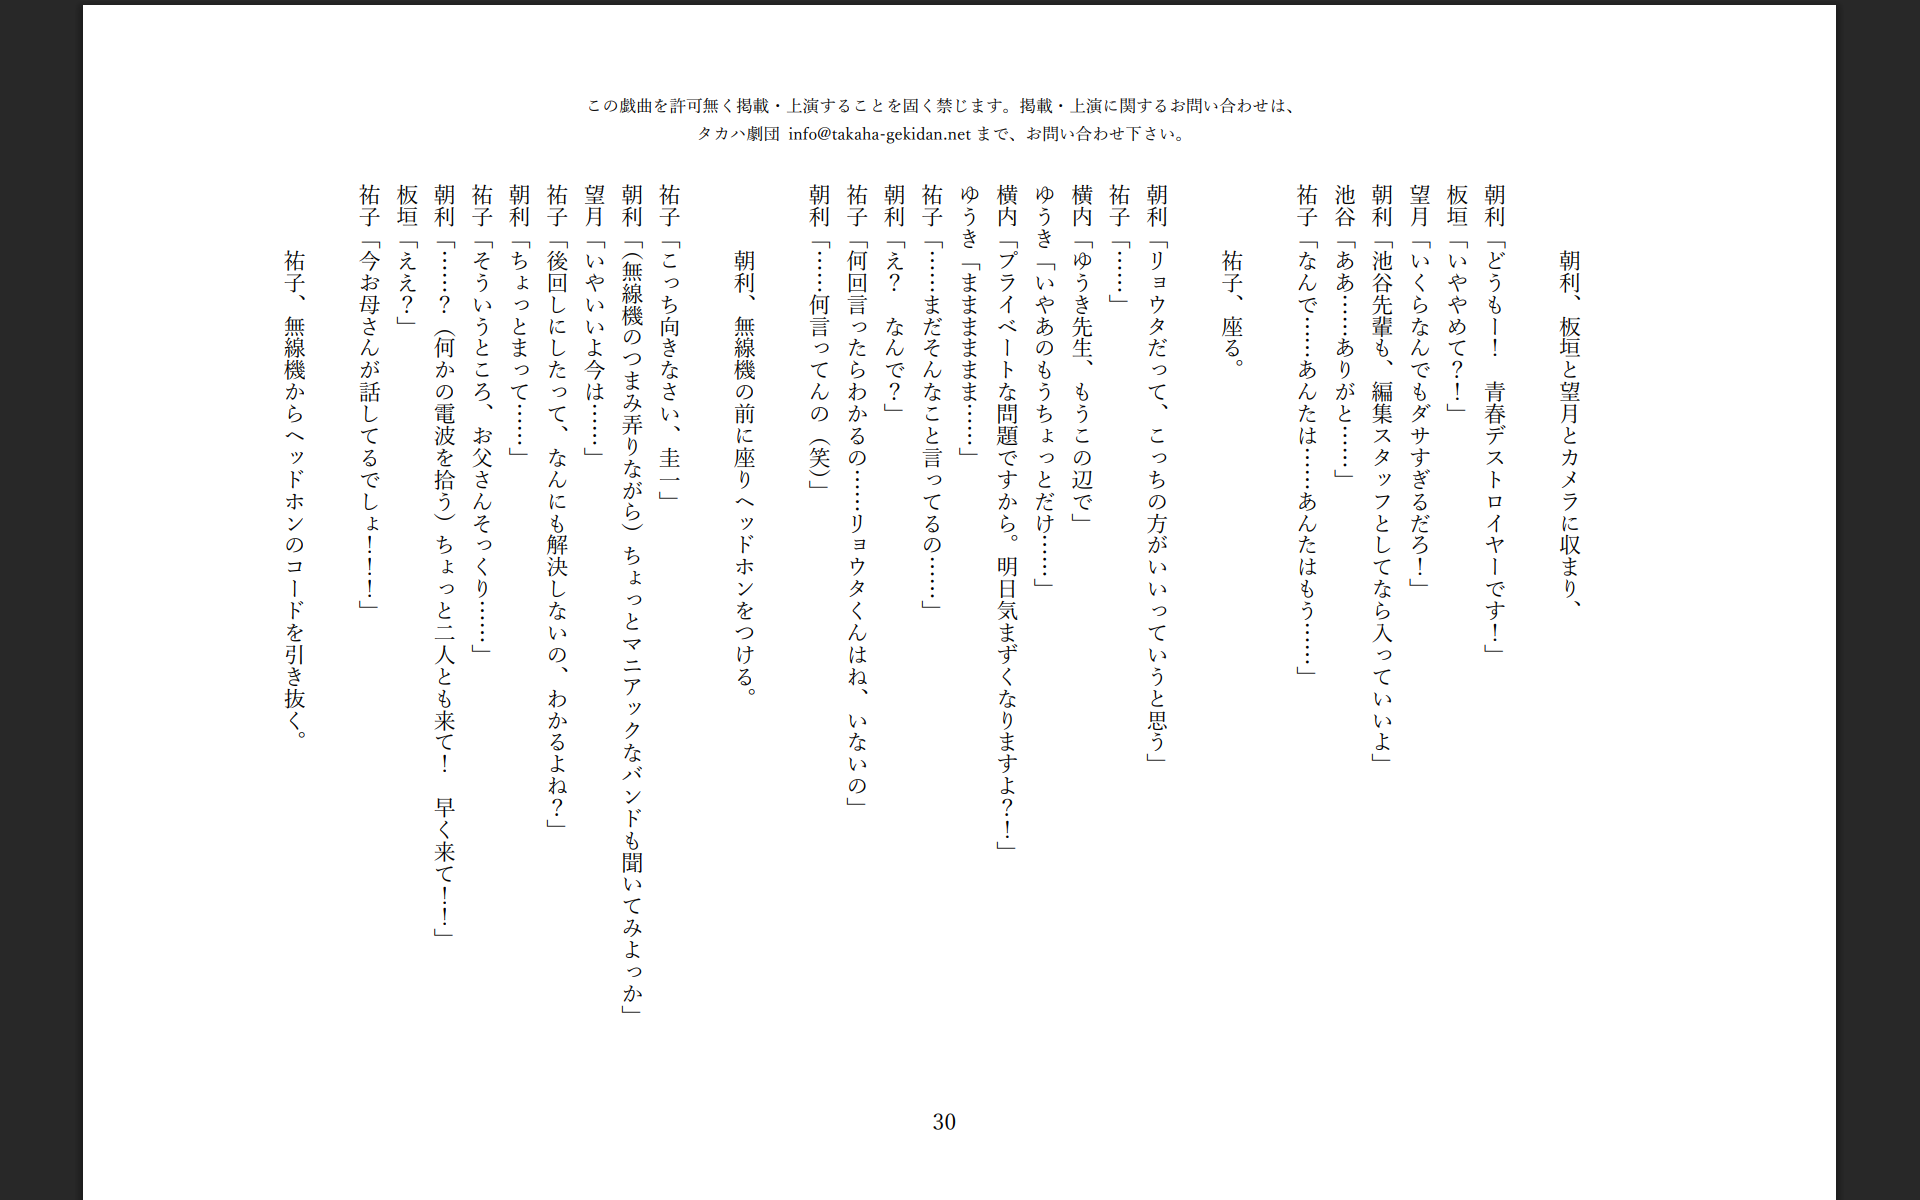 この戯曲を許可無く掲載・上演することを固く禁じます。掲載・上演に関するお問い合わせは、
タカハ劇団 info@takaha-gekidan.net まで、お問い合わせ下さい。
朝利、板垣と望月とカメラに収まり、
朝利「どうもー！　青春デストロイヤーです！」
板垣「いややめて？！」
望月「いくらなんでもダサすぎるだろ！」
朝利「池谷先輩も、編集スタッフとしてなら入っていいよ」
池谷「ああ……ありがと……」
祐子「なんで……あんたは……あんたはもう……」
祐子、座る。
朝利「リョウタだって、こっちの方がいいっていうと思う」
祐子「……」
横内「ゆうき先生、もうこの辺で」
ゆうき「いやあのもうちょっとだけ……」
横内「プライベートな問題ですから。明日気まずくなりますよ？！」
ゆうき「ままままままま……」
祐子「……まだそんなこと言ってるの……」
朝利「え？　なんで？」
祐子「何回言ったらわかるの……リョウタくんはね、いないの」
朝利「……何言ってんの（笑）」
朝利、無線機の前に座りヘッドホンをつける。
祐子「こっち向きなさい、圭一」
朝利「（無線機のつまみ弄りながら）ちょっとマニアックなバンドも聞いてみよっか」
望月「いやいいよ今は……」
祐子「後回しにしたって、なんにも解決しないの、わかるよね？」
朝利「ちょっとまって……」
祐子「そういうところ、お父さんそっくり……」
朝利「……？（何かの電波を拾う）ちょっと二人とも来て！　早く来て！！」
板垣「ええ？」
祐子「今お母さんが話してるでしょ！！！」
祐子、無線機からヘッドホンのコードを引き抜く。
30